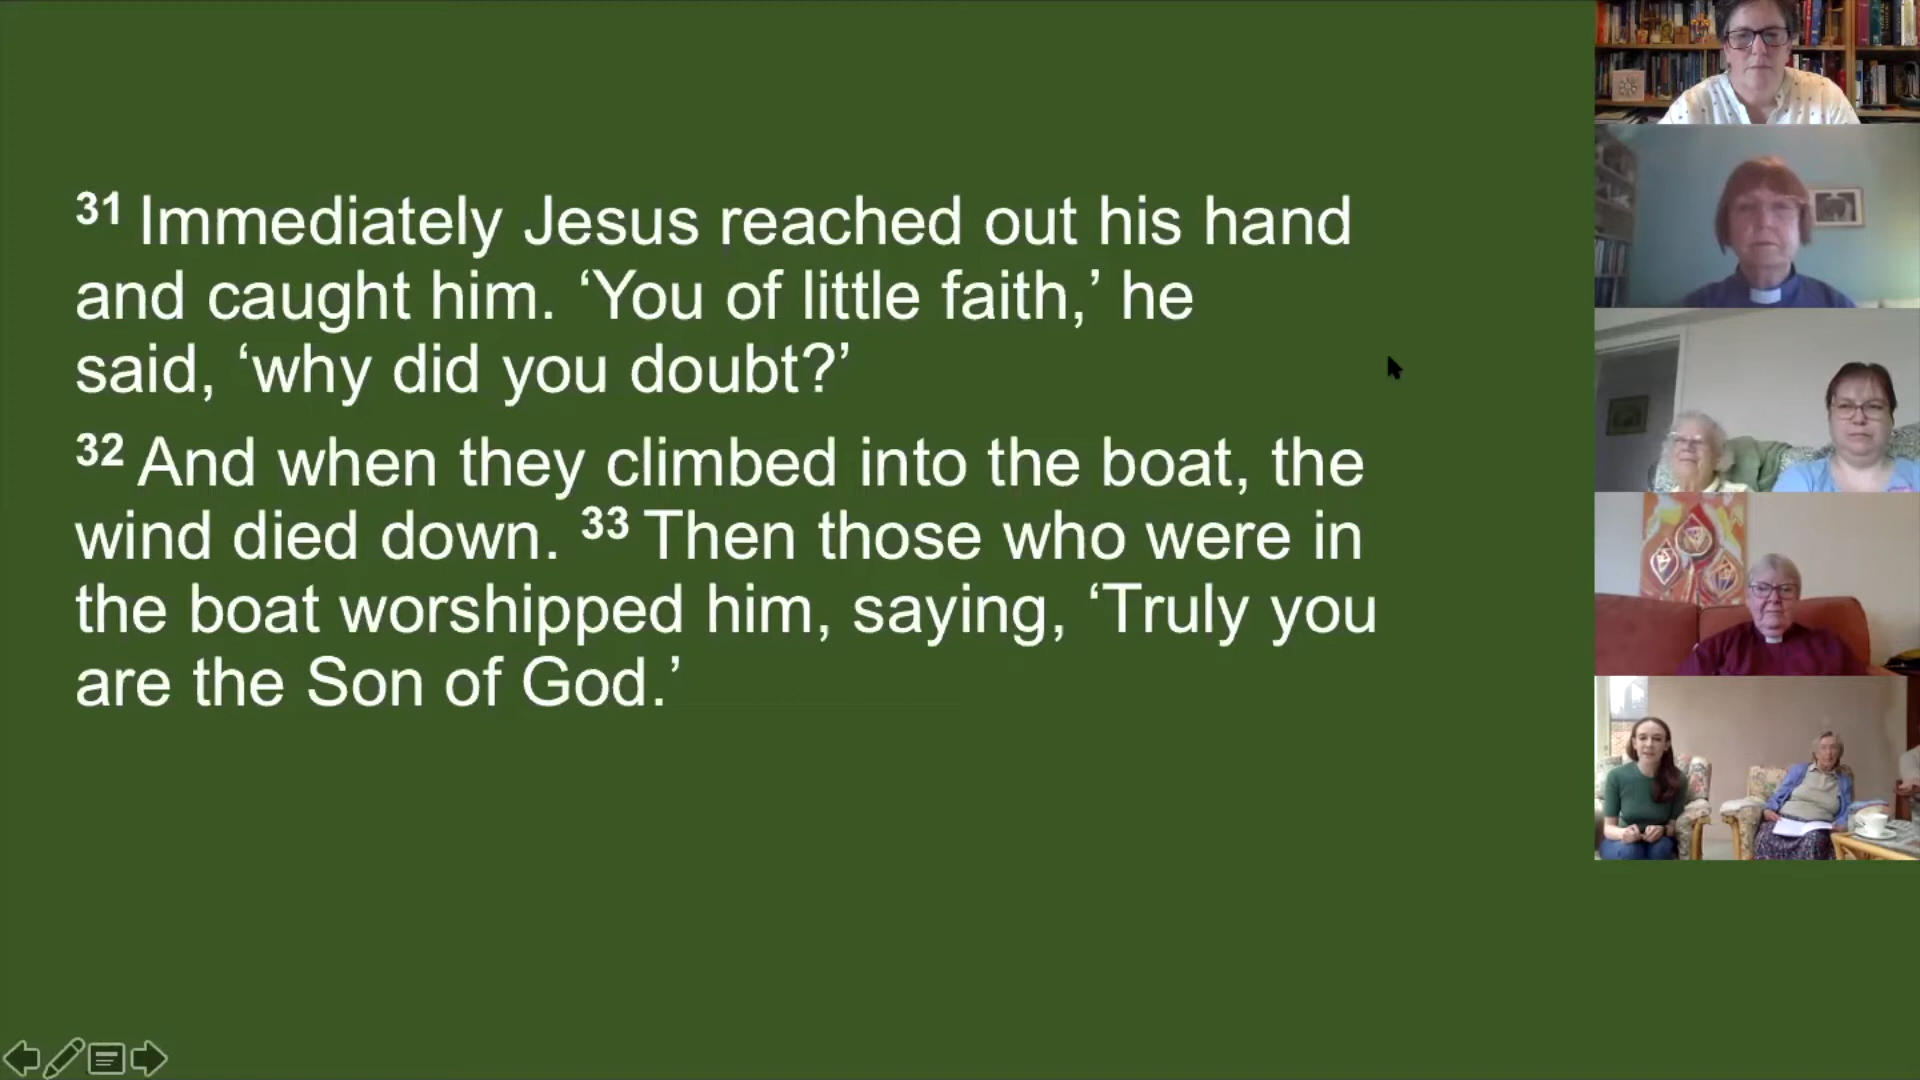 31 Immediately Jesus reached out his hand
and caught him. ‘You of little faith,’ he
said, ‘why did you doubt?’
32 And when they climbed into the boat, the
wind died down. 33 Then those who were in
the boat worshipped him, saying, ‘Truly you
are the Son of God.’